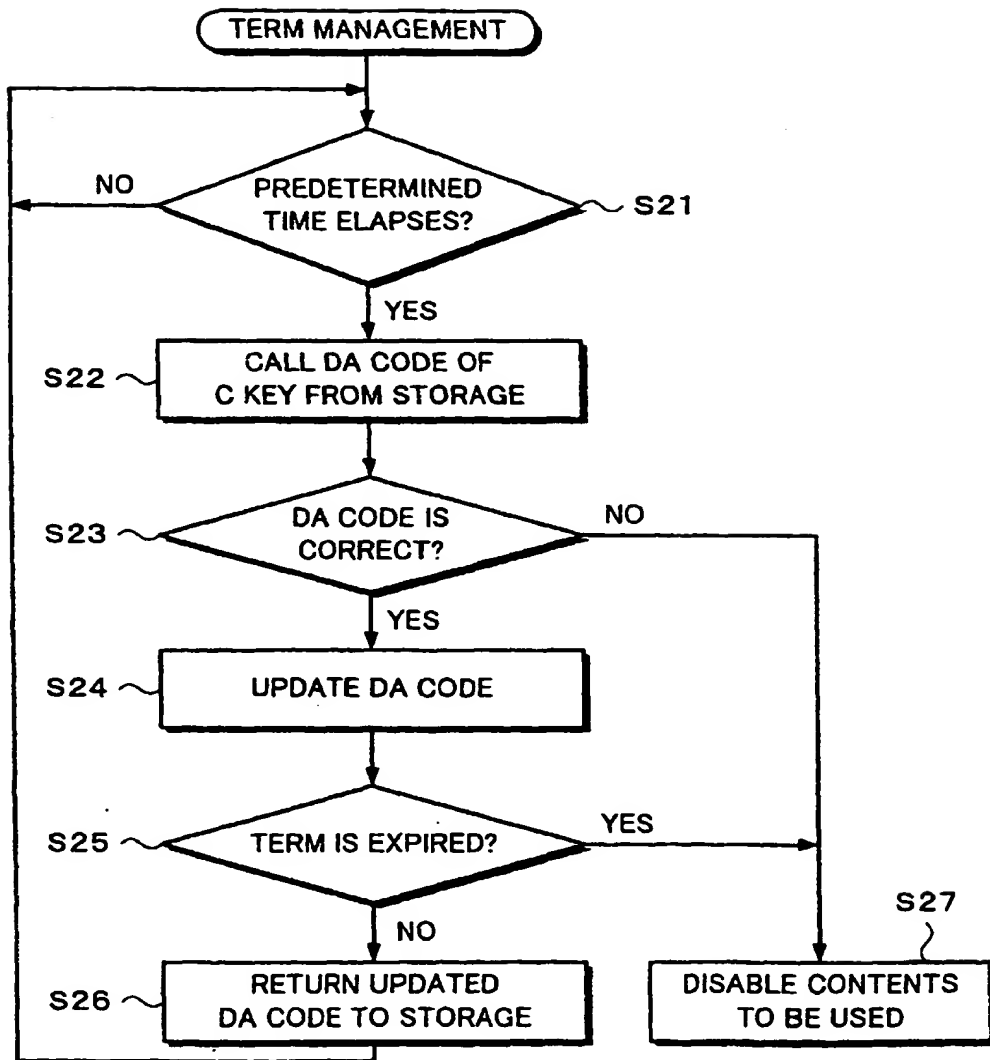 TERM MANAGEMENT
NO
PREDETERMINED
TIME ELAPSES?
S21
YES
S22
CALL DA CODE OF
C KEY FROM STORAGE
S23
DA CODE IS
CORRECT?
NO
YES
S24
UPDATE DA CODE
S25
TERM IS EXPIRED?
YES
NO
S27
S26
RETURN UPDATED
DA CODE TO STORAGE
DISABLE CONTENTS
TO BE USED